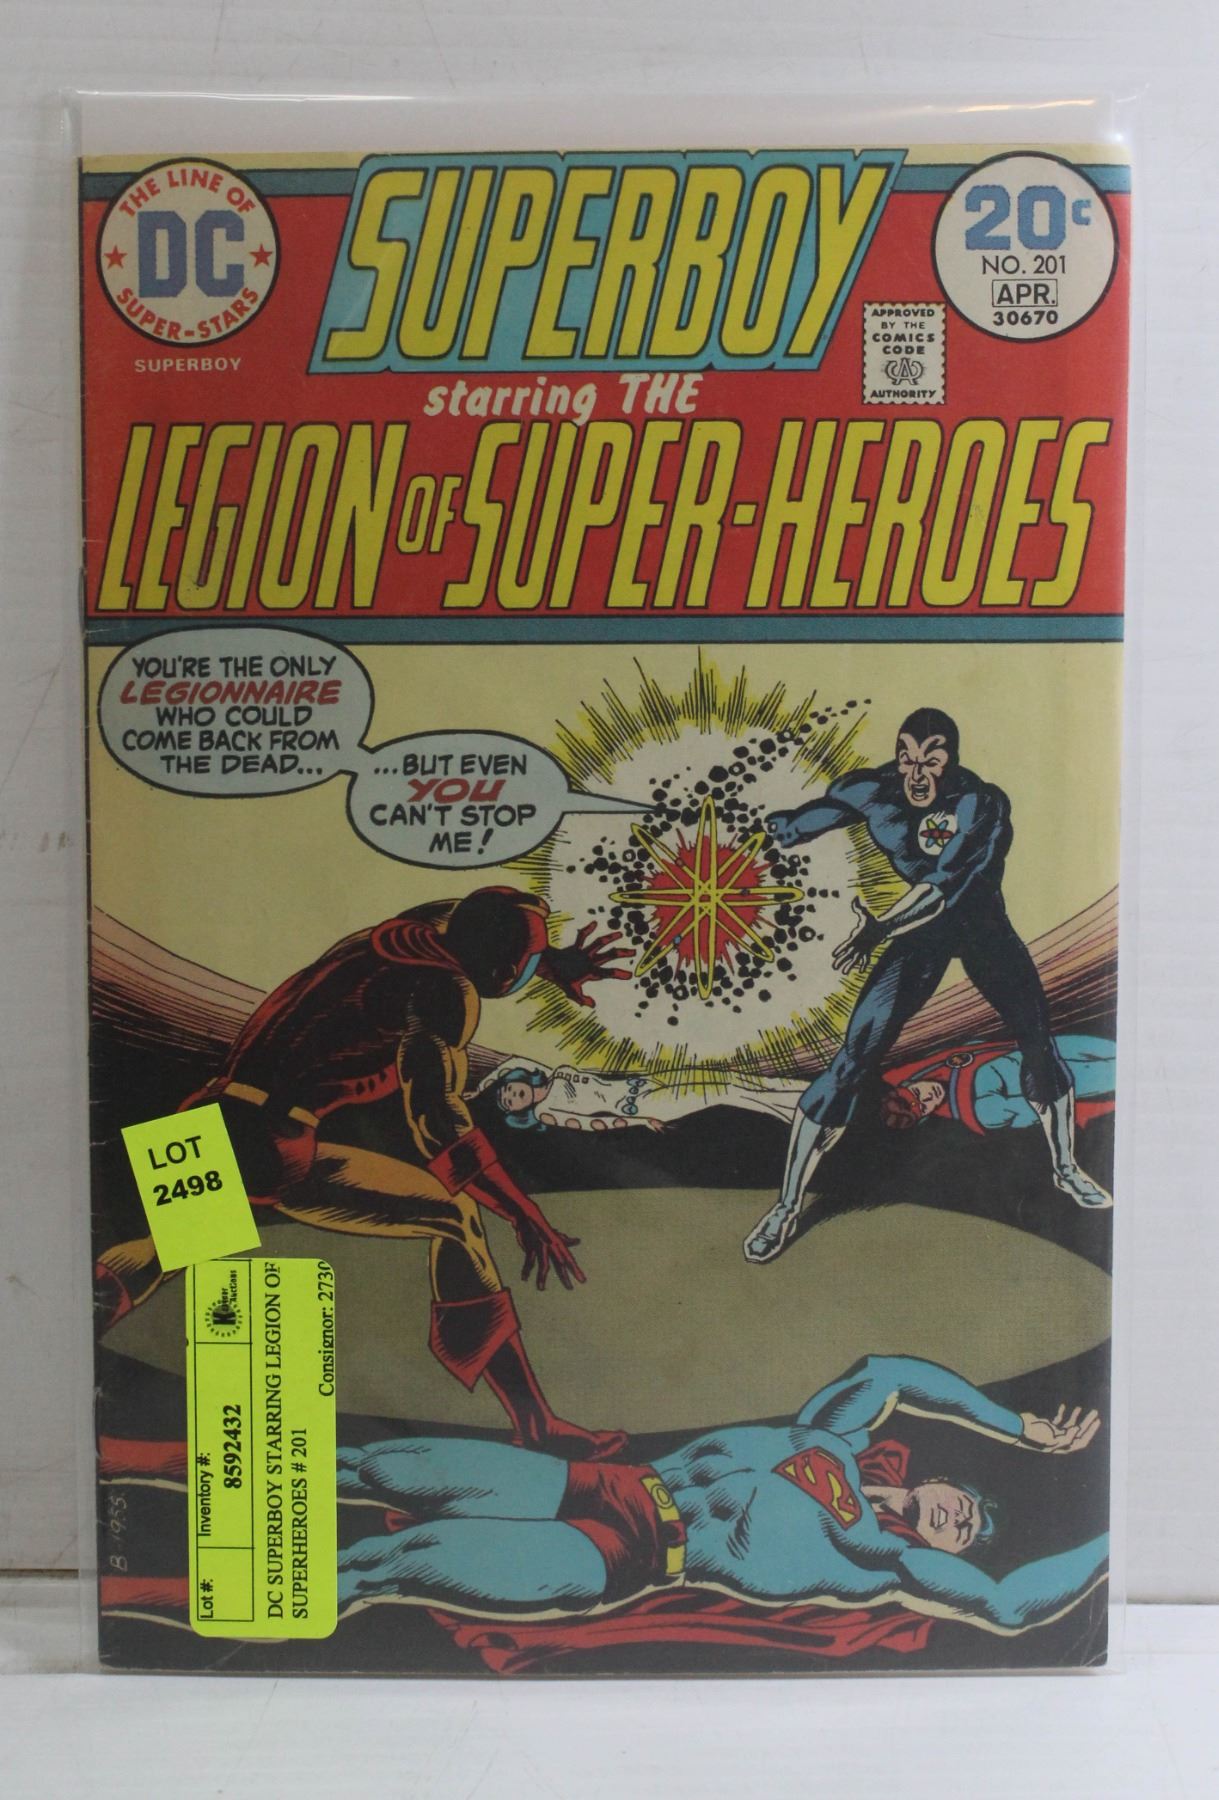 THE LINE OF
DC
SUPER-STARS
SUPERBOY
SUPERBOY
20¢
NO. 201
APR.
30670
APPROVED
BY THE
COMICS
CODE
AUTHORITY
starring THE
LEGION OF SUPER-HEROES
YOU'RE THE ONLY
LEGIONNAIRE
WHO COULD
COME BACK FROM
THE DEAD...
...BUT EVEN
YOU
CAN'T STOP
ME!
LOT
2498
Lot #:
Inventory #:
8592432
DC SUPERBOY STARRING LEGION OF
SUPERHEROES # 201
Consignor: 2730
S
B-1955